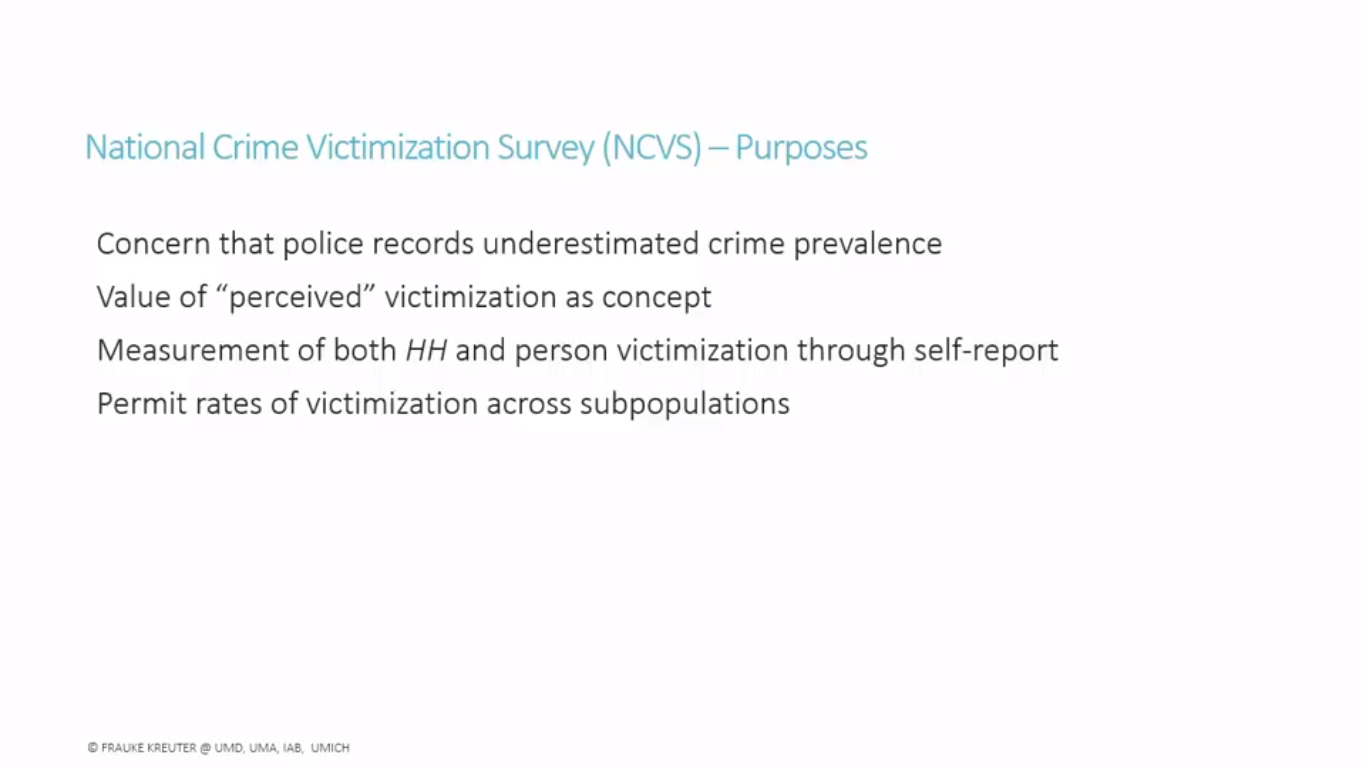 National Crime Victimization Survey (NCVS) – Purposes
Concern that police records underestimated crime prevalence
Value of “perceived” victimization as concept
Measurement of both HH and person victimization through self-report
Permit rates of victimization across subpopulations
© FRAUKE KREUTER @ UMD, UMA, IAB, UMICH